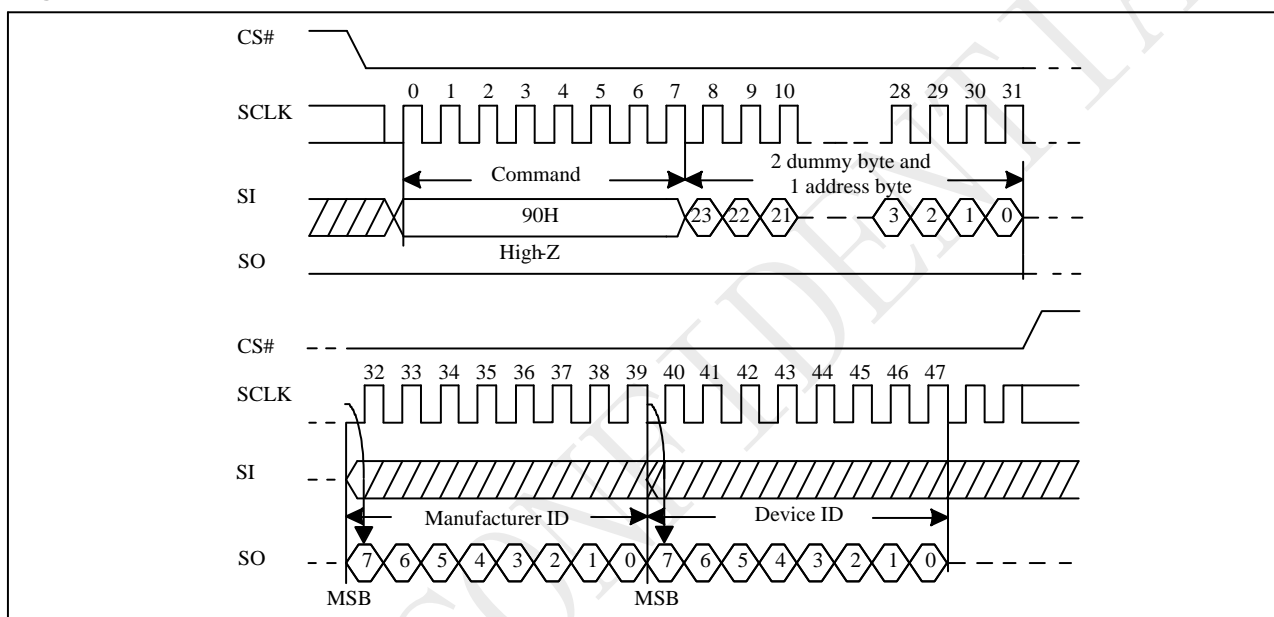 CS#
0 1 2 3 4 5 6 7 8 9 10 28 29 30 31
SCLK
Command
2 dummy byte and
1 address byte
SI
90H
23 22 21 3 2 1 0
High-Z
SO
CS#
32 33 34 35 36 37 38 39 40 41 42 43 44 45 46 47
SCLK
SI
Manufacturer ID
Device ID
SO
7 6 5 4 3 2 1 0 7 6 5 4 3 2 1 0
MSB MSB